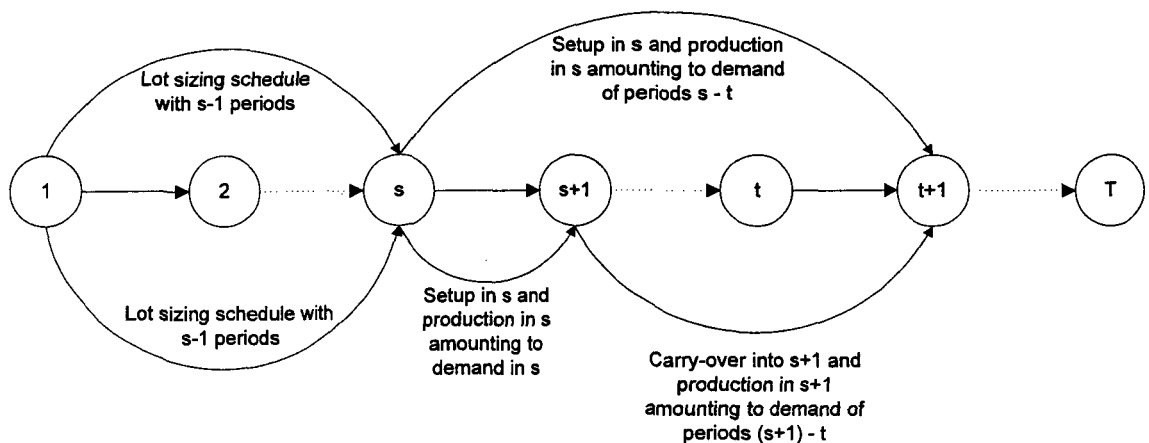 Setup in s and production
in s amounting to demand
of periods s - t
Lot sizing schedule
with s-1 periods
1
2
s
s+1
t
t+1
T
Lot sizing schedule with
s-1 periods
Setup in s and
production in s
amounting to
demand in s
Carry-over into s+1 and
production in s+1
amounting to demand of
periods (s+1) - t